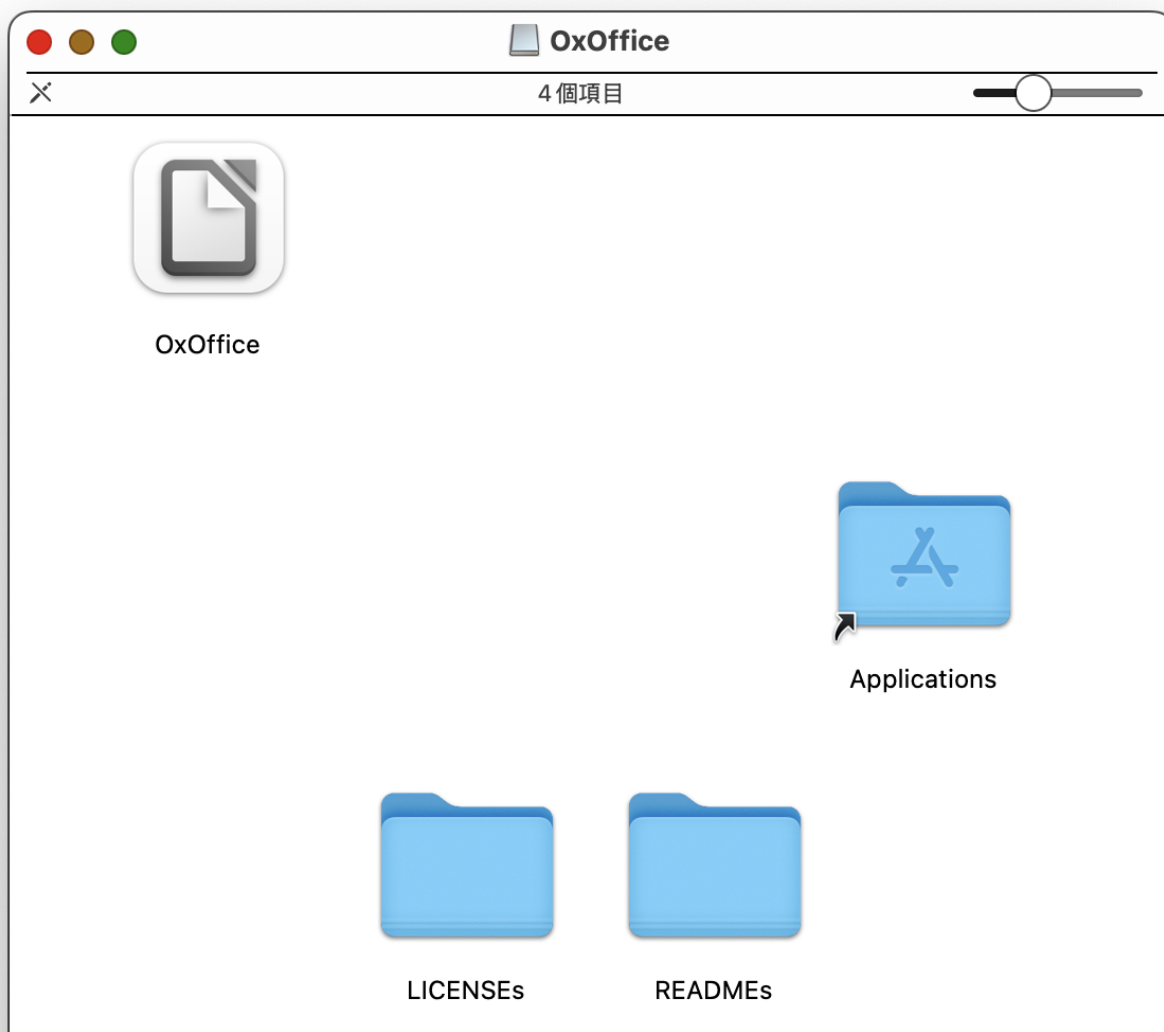 OxOffice
4 個項目
OxOffice
Applications
LICENSEs
READMEs